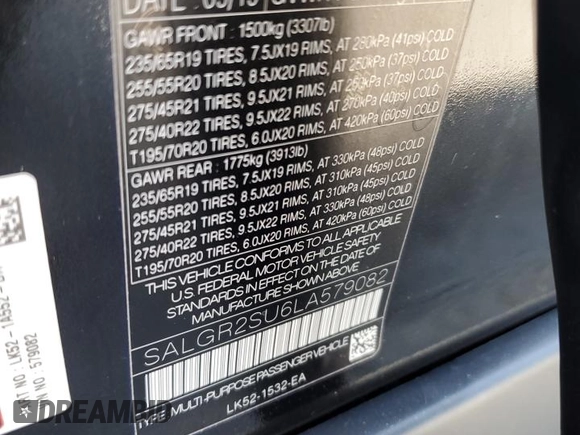 DATE
GAWR FRONT : 1500kg (3307lb)
235/65R19 TIRES, 7.5JX19 RIMS, AT 280kPa (41psi) COLD
255/55R20 TIRES, 8.5JX20 RIMS, AT 250kPa (37psi) COLD
275/45R21 TIRES, 9.5JX21 RIMS, AT 250kPa (37psi) COLD
275/40R22 TIRES, 9.5JX22 RIMS, AT 270kPa (40psi) COLD
T195/70R20 TIRES, 6.0JX20 RIMS, AT 420kPa (60psi) COLD
GAWR REAR : 1775kg (3913lb)
235/65R19 TIRES, 7.5JX19 RIMS, AT 330kPa (48psi) COLD
255/55R20 TIRES, 8.5JX20 RIMS, AT 310kPa (45psi) COLD
275/45R21 TIRES, 9.5JX21 RIMS, AT 310kPa (45psi) COLD
275/40R22 TIRES, 9.5JX22 RIMS, AT 330kPa (48psi) COLD
T195/70R20 TIRES, 6.0JX20 RIMS, AT 420kPa (60psi) COLD
THIS VEHICLE CONFORMS TO ALL APPLICABLE
U.S. FEDERAL MOTOR VEHICLE SAFETY
STANDARDS IN EFFECT ON THE DATE OF
MANUFACTURE SHOWN ABOVE.
SALGR2SU6LA579082
TYPE: MULTI-PURPOSE PASSENGER VEHICLE
LK52-1532-EA
NO : 579082
DREAMBID